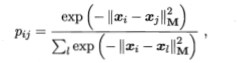 $p_{ij} = \frac{\exp\left(-\|\boldsymbol{x}_i - \boldsymbol{x}_j\|_{\mathbf{M}}^2\right)}{\sum_l \exp\left(-\|\boldsymbol{x}_i - \boldsymbol{x}_l\|_{\mathbf{M}}^2\right)},$